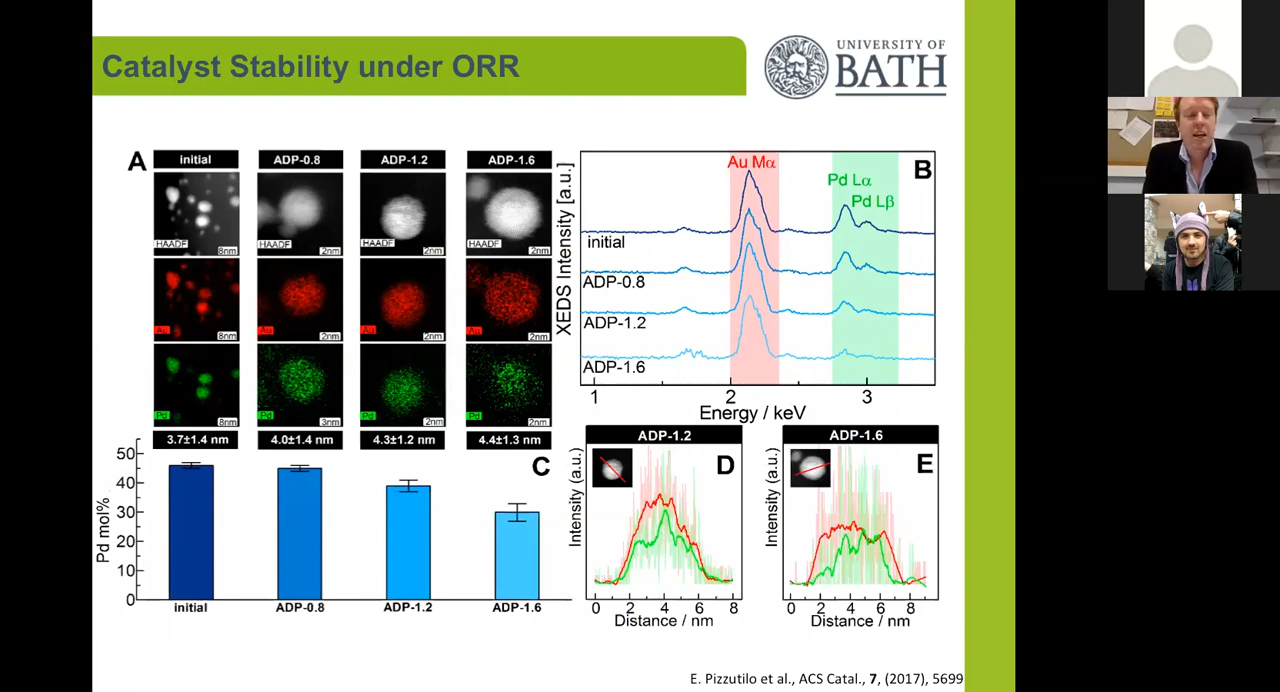 Catalyst Stability under ORR
UNIVERSITY OF
BATH
A
initial
ADP-0.8
ADP-1.2
ADP-1.6
HAADF
8nm
HAADF
2nm
HAADF
2nm
HAADF
2nm
Au
8nm
Au
2nm
Au
2nm
Au
2nm
Pd
8nm
Pd
3nm
Pd
2nm
Pd
2nm
3.7±1.4 nm
4.0±1.4 nm
4.3±1.2 nm
4.4±1.3 nm
B
XEDS Intensity [a.u.]
Au Mα
Pd Lα
Pd Lβ
initial
ADP-0.8
ADP-1.2
ADP-1.6
1
2
3
Energy / keV
C
Pd mol%
50
40
30
20
10
0
initial
ADP-0.8
ADP-1.2
ADP-1.6
ADP-1.2
D
Intensity (a.u.)
0 2 4 6 8
Distance / nm
ADP-1.6
E
Intensity (a.u.)
0 2 4 6 8
Distance / nm
E. Pizzutilo et al., ACS Catal., 7, (2017), 5699